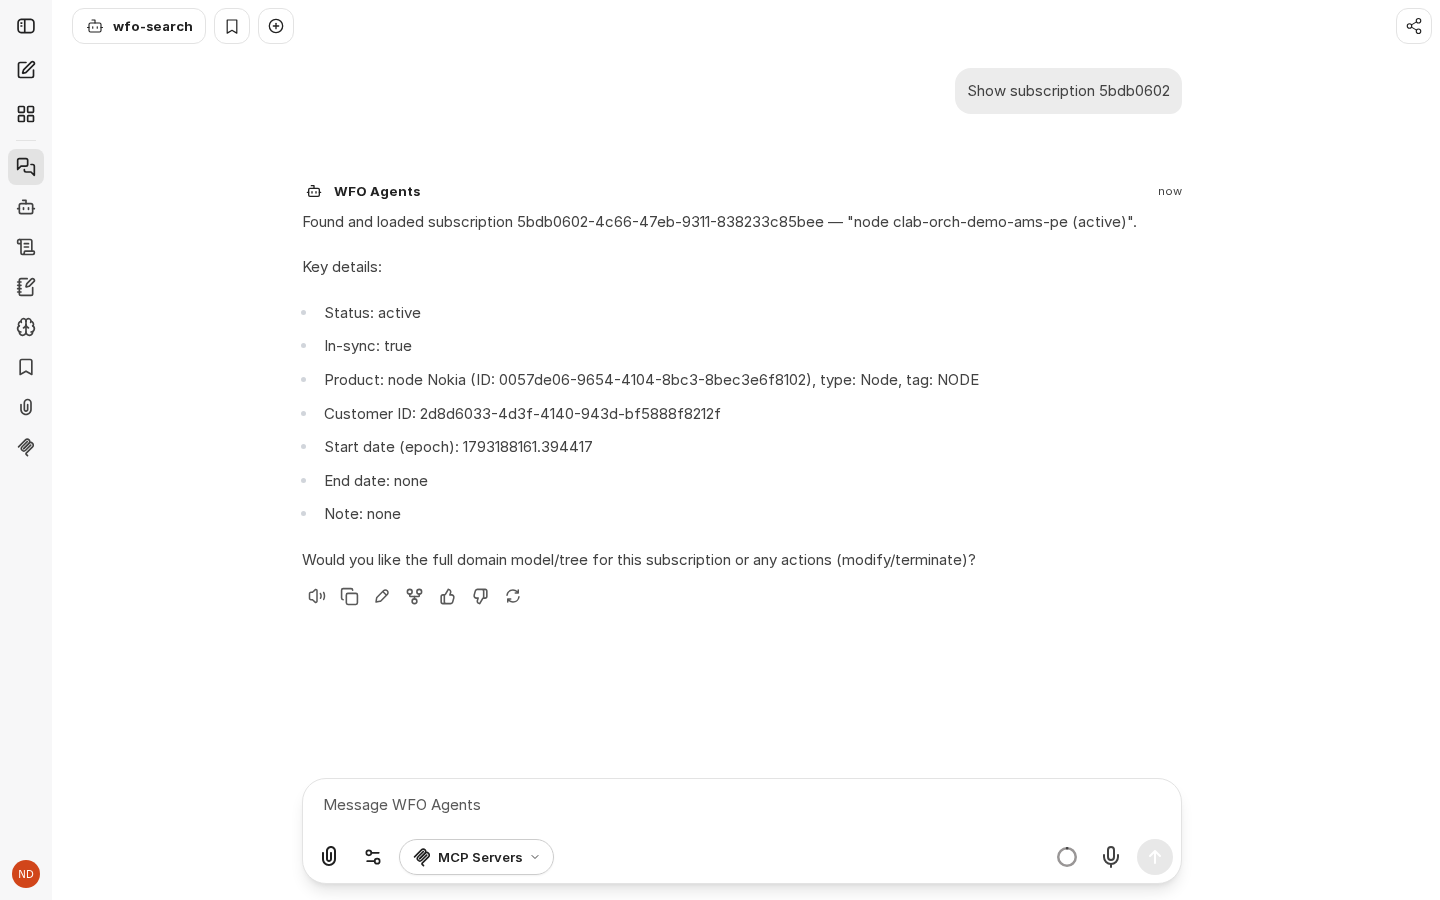 wfo-search
Show subscription 5bdb0602
WFO Agents
now
Found and loaded subscription 5bdb0602-4c66-47eb-9311-838233c85bee — "node clab-orch-demo-ams-pe (active)".
Key details:
Status: active
In-sync: true
Product: node Nokia (ID: 0057de06-9654-4104-8bc3-8bec3e6f8102), type: Node, tag: NODE
Customer ID: 2d8d6033-4d3f-4140-943d-bf5888f8212f
Start date (epoch): 1793188161.394417
End date: none
Note: none
Would you like the full domain model/tree for this subscription or any actions (modify/terminate)?
Message WFO Agents
MCP Servers
ND